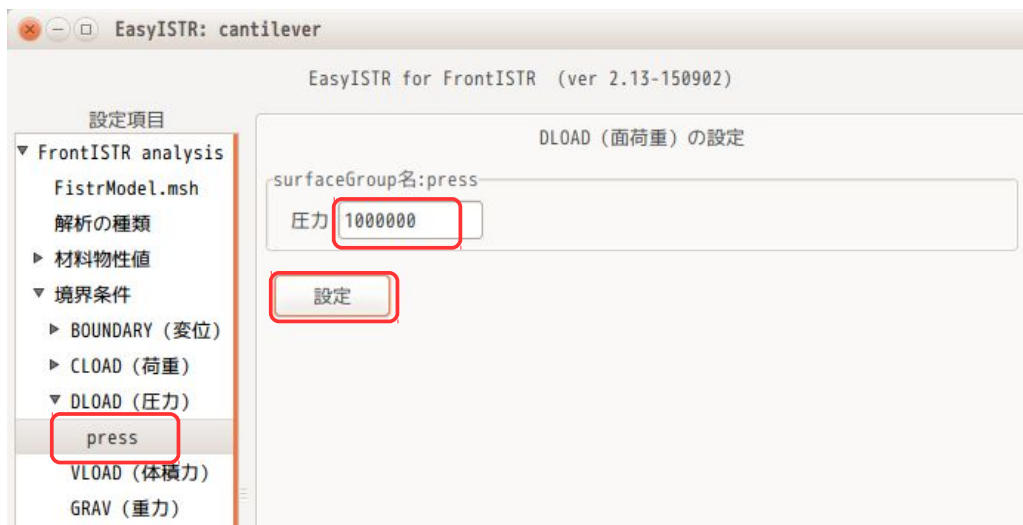 EasyISTR: cantilever
EasyISTR for FrontISTR (ver 2.13-150902)
設定項目
FrontISTR analysis
FistrModel.msh
解析の種類
材料物性値
境界条件
BOUNDARY (変位)
CLOAD (荷重)
DLOAD (圧力)
press
VLOAD (体積力)
GRAV (重力)
DLOAD (面荷重) の設定
surfaceGroup名:press
圧力 1000000
設定